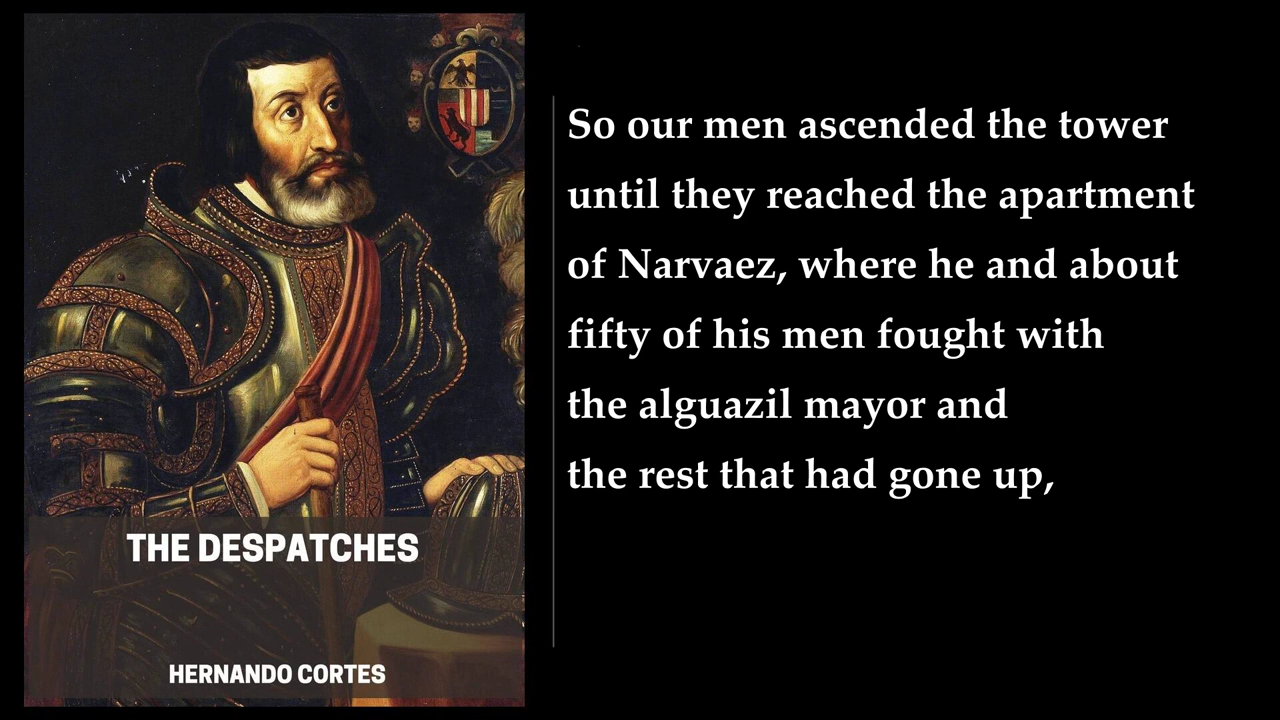 THE DESPATCHES
HERNANDO CORTES
So our men ascended the tower
until they reached the apartment
of Narvaez, where he and about
fifty of his men fought with
the alguazil mayor and
the rest that had gone up,